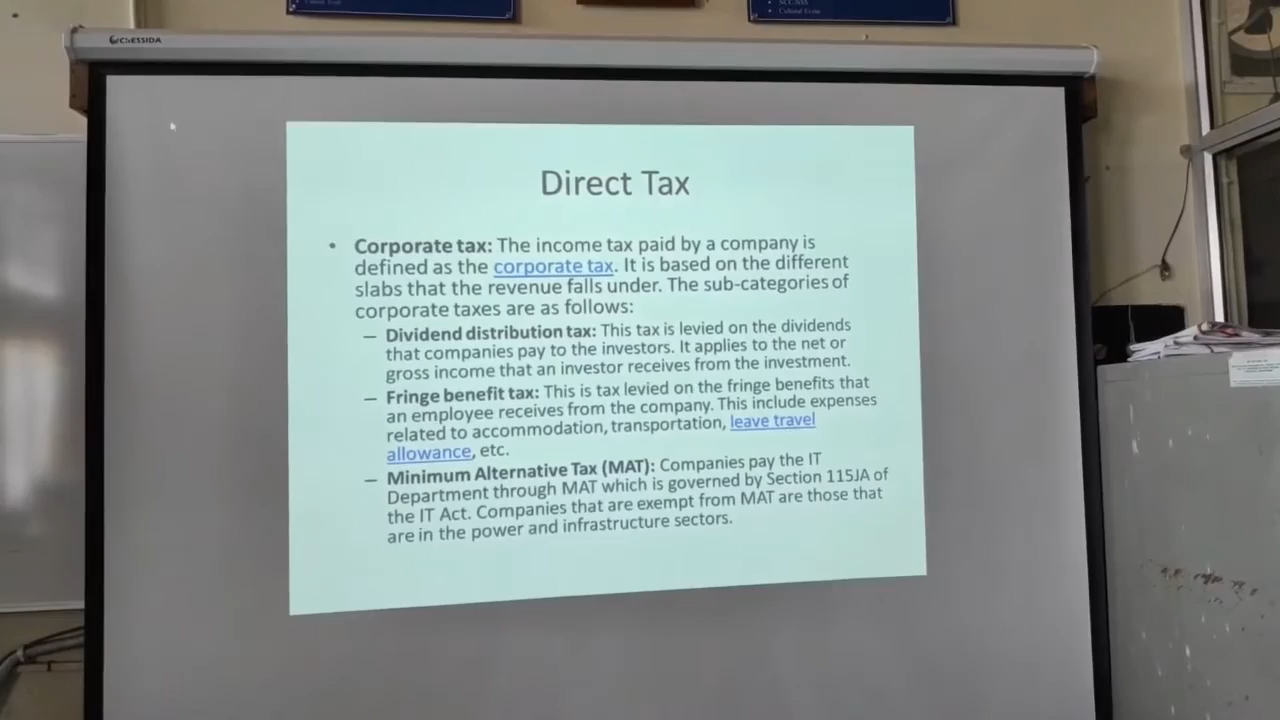 NCC/NSS
• Cultural Event
CHESSIDA
Direct Tax
• Corporate tax: The income tax paid by a company is
defined as the corporate tax. It is based on the different
slabs that the revenue falls under. The sub-categories of
corporate taxes are as follows:
– Dividend distribution tax: This tax is levied on the dividends
that companies pay to the investors. It applies to the net or
gross income that an investor receives from the investment.
– Fringe benefit tax: This is tax levied on the fringe benefits that
an employee receives from the company. This include expenses
related to accommodation, transportation, leave travel
allowance, etc.
– Minimum Alternative Tax (MAT): Companies pay the IT
Department through MAT which is governed by Section 115JA of
the IT Act. Companies that are exempt from MAT are those that
are in the power and infrastructure sectors.